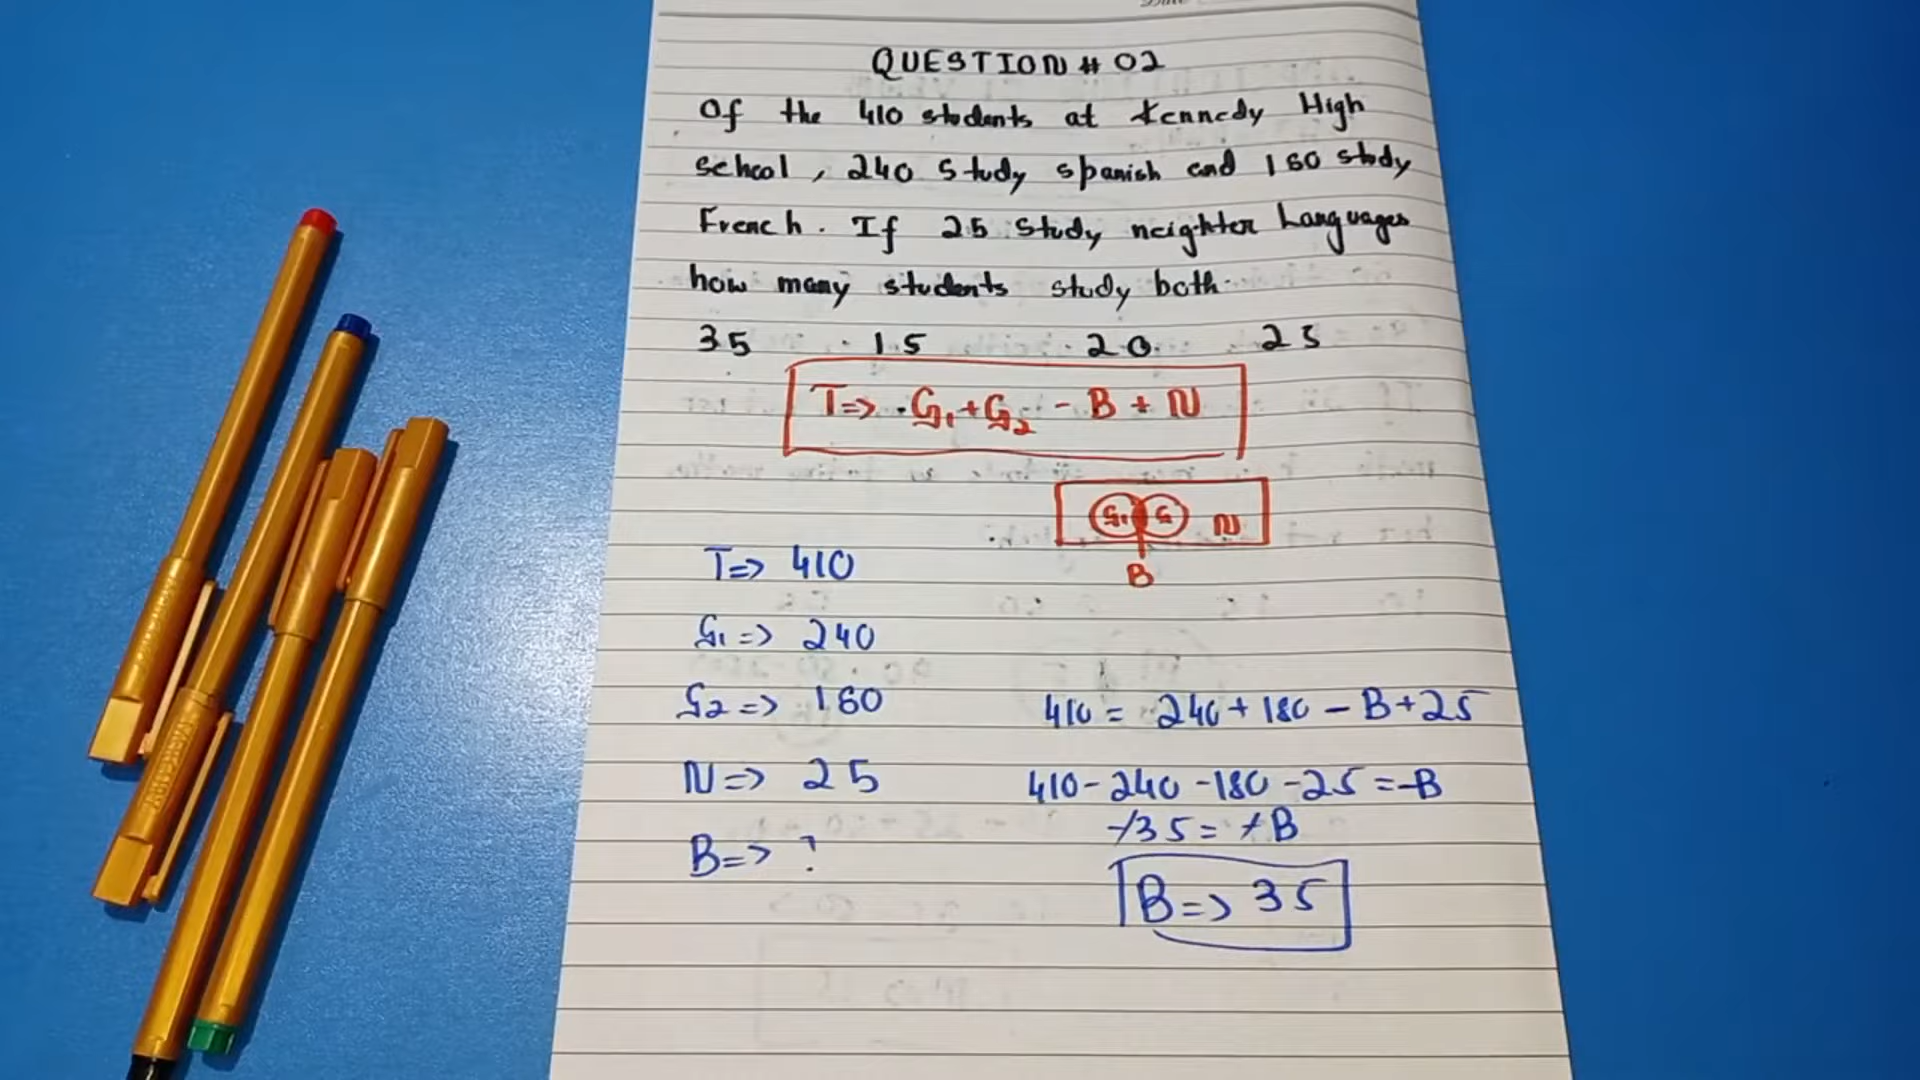 QUESTION # 02
Of the 410 students at Kennedy High
school, 240 study spanish and 180 study
French. If 25 study neighter Languages
how many students study both.
35 15 20 25
T=> G₁+G₂ - B + N
G₁ G N
B
T=> 410
G₁ => 240
G₂ => 180
N => 25
B=> ?
410 = 240+180 - B+25
410-240-180-25 = -B
-35 = -B
B=> 35